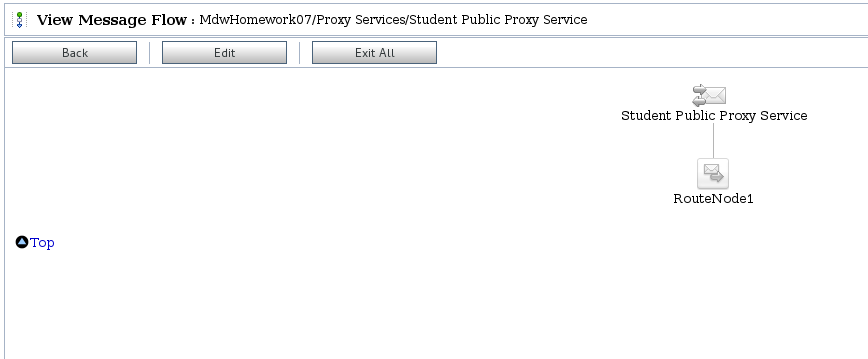 View Message Flow : MdwHomework07/Proxy Services/Student Public Proxy Service
Back Edit Exit All
Student Public Proxy Service
RouteNode1
Top